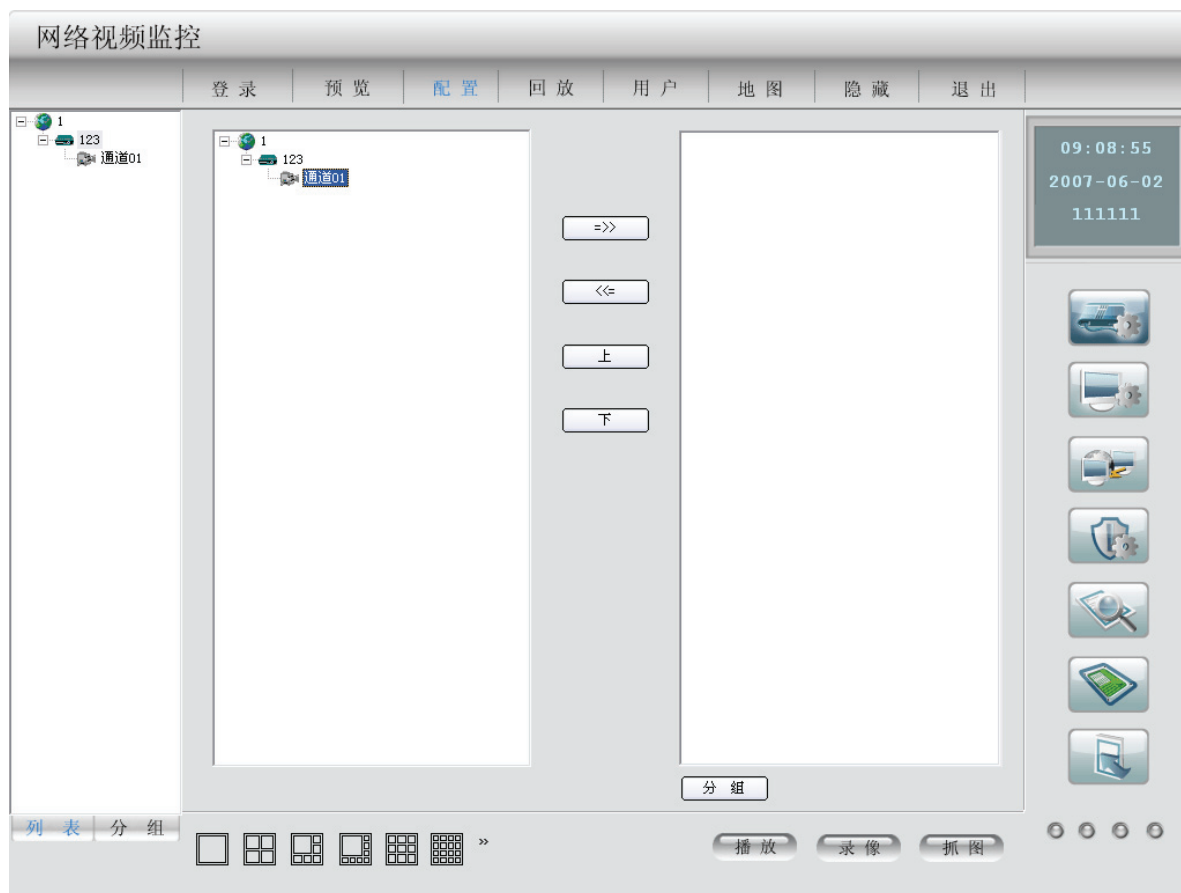 网络视频监控
登录 预览 配置 回放 用户 地图 隐藏 退出
1
123
通道01
1
123
通道01
=>>
<<=
上
下
分组
09:08:55
2007-06-02
111111
列表 分组
»
播放 录像 抓图